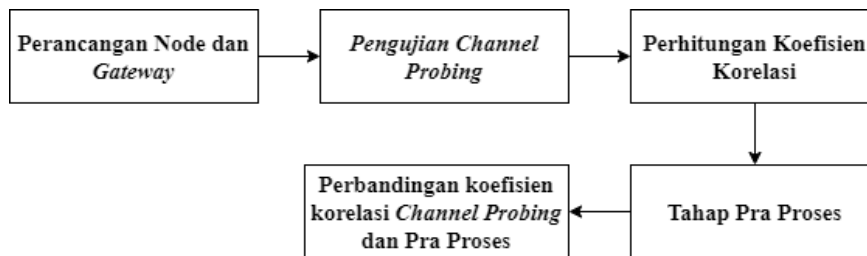 Perancangan Node dan
Gateway
Pengujian Channel
Probing
Perhitungan Koefisien
Korelasi
Tahap Pra Proses
Perbandingan koefisien
korelasi Channel Probing
dan Pra Proses